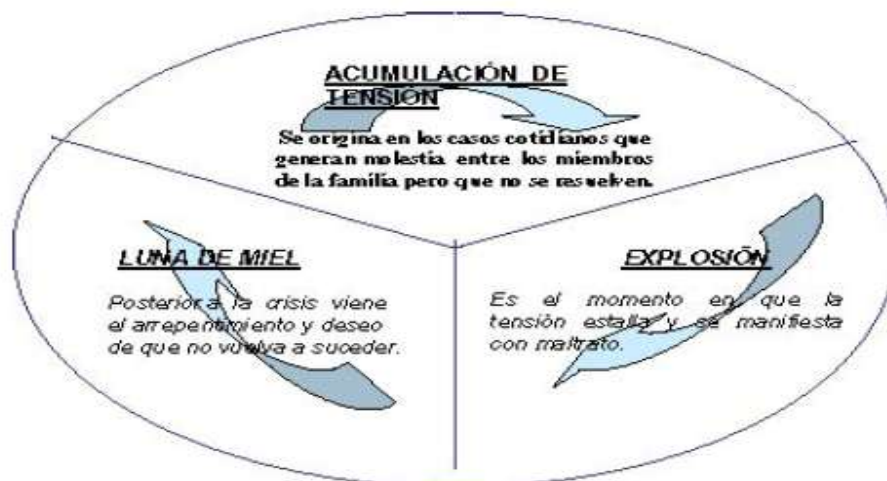 ACUMULACIÓN DE
TENSIÓN
Se origina en los casos cotidianos que
generan molestia entre los miembros
de la familia pero que no se resuelven.
LUNA DE MIEL
Posterior a la crisis viene
el arrepentimiento y deseo
de que no vuelva a suceder.
EXPLOSIÓN
Es el momento en que la
tensión estalla y se manifiesta
con maltrato.